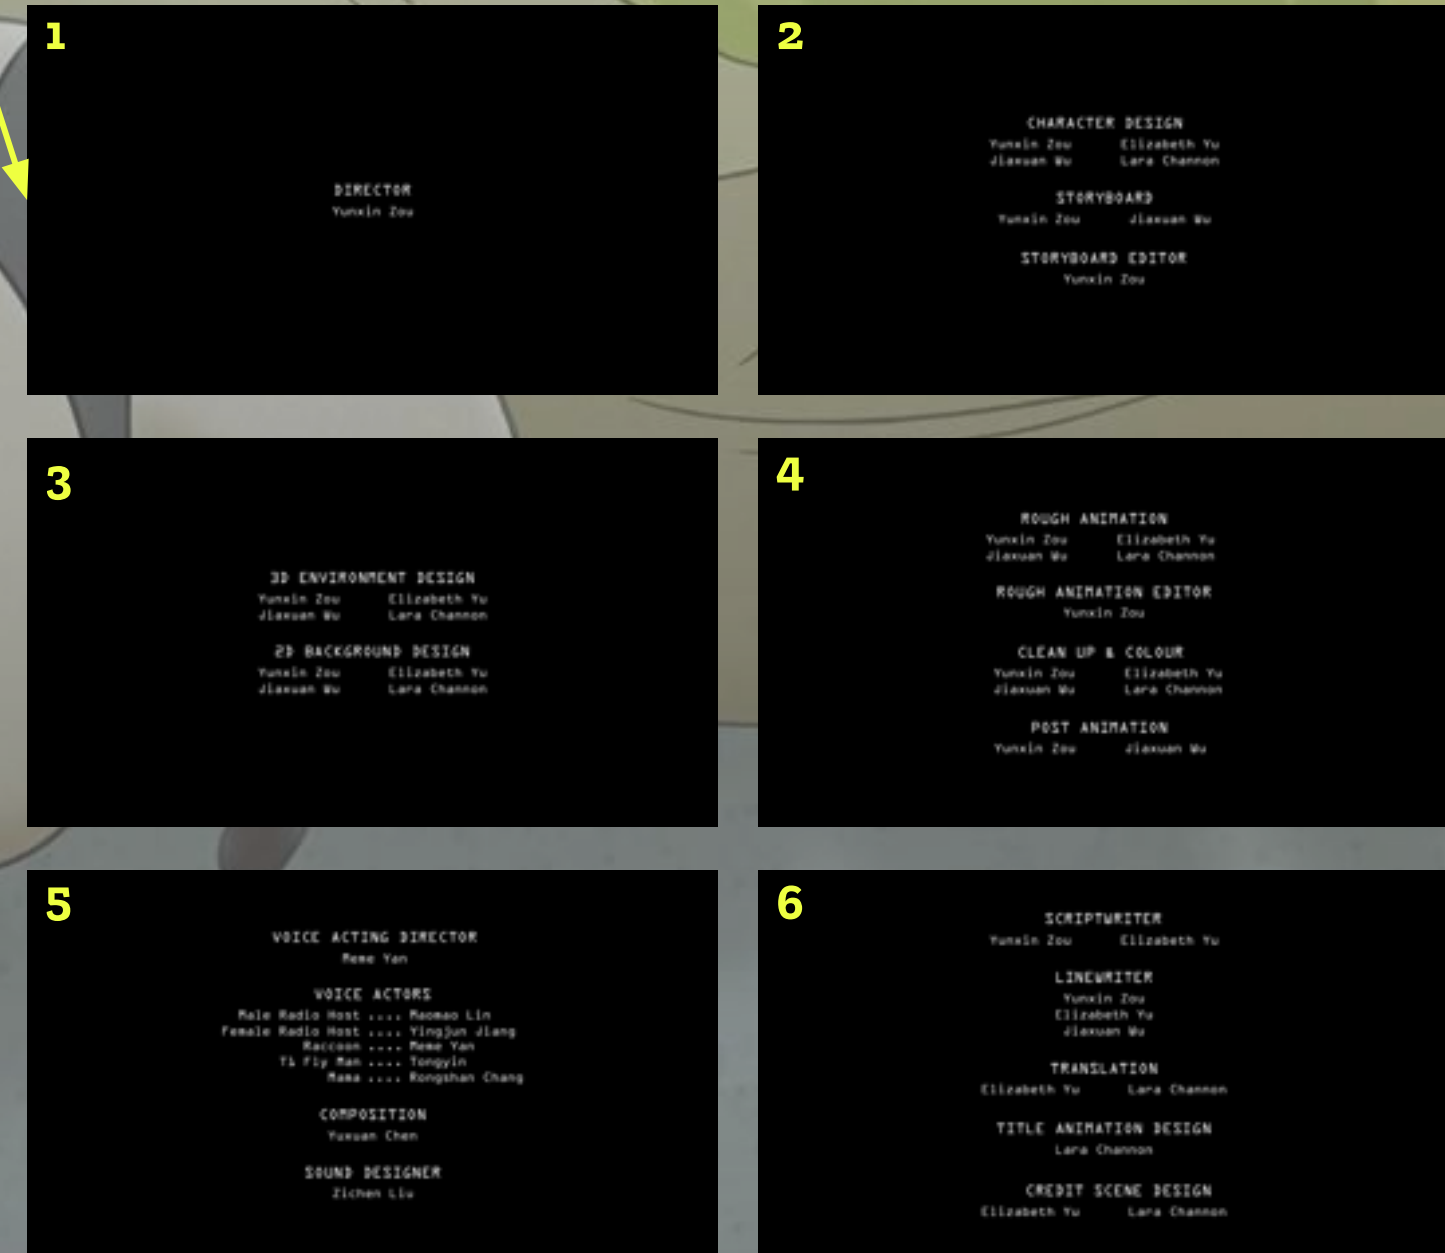 1
DIRECTOR
Yunxin Zou
2
CHARACTER DESIGN
Yunxin Zou Elizabeth Yu
Jiaxuan Wu Lara Channon
STORYBOARD
Yunxin Zou Jiaxuan Wu
STORYBOARD EDITOR
Yunxin Zou
3
3D ENVIRONMENT DESIGN
Yunxin Zou Elizabeth Yu
Jiaxuan Wu Lara Channon
2D BACKGROUND DESIGN
Yunxin Zou Elizabeth Yu
Jiaxuan Wu Lara Channon
4
ROUGH ANIMATION
Yunxin Zou Elizabeth Yu
Jiaxuan Wu Lara Channon
ROUGH ANIMATION EDITOR
Yunxin Zou
CLEAN UP & COLOUR
Yunxin Zou Elizabeth Yu
Jiaxuan Wu Lara Channon
POST ANIMATION
Yunxin Zou Jiaxuan Wu
5
VOICE ACTING DIRECTOR
Meme Yan
VOICE ACTORS
Male Radio Host .... Maomao Lin
Female Radio Host .... Yingjun Jiang
Raccoon .... Meme Yan
Fly Man .... Tongyin
Mama .... Rongshan Chang
COMPOSITION
Yuxuan Chen
SOUND DESIGNER
Zichen Liu
6
SCRIPTWRITER
Yunxin Zou Elizabeth Yu
LINEWRITER
Yunxin Zou
Elizabeth Yu
Jiaxuan Wu
TRANSLATION
Elizabeth Yu Lara Channon
TITLE ANIMATION DESIGN
Lara Channon
CREDIT SCENE DESIGN
Elizabeth Yu Lara Channon